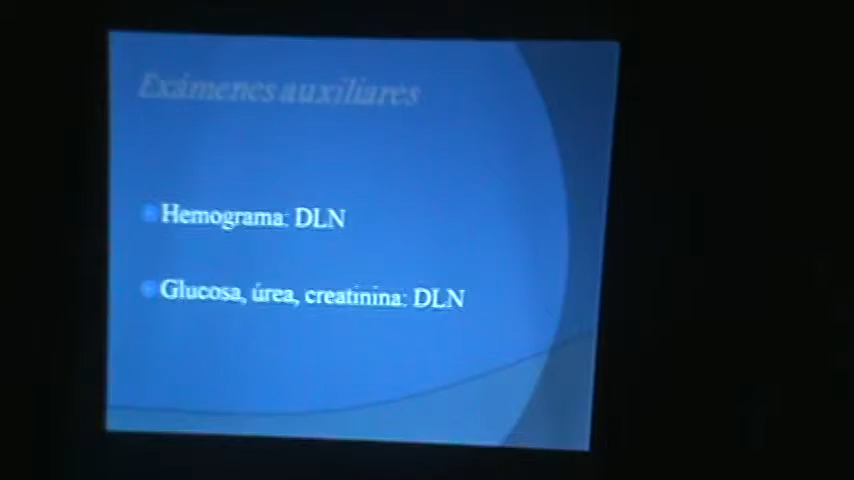 Exámenes auxiliares
Hemograma: DLN
Glucosa, úrea, creatinina: DLN